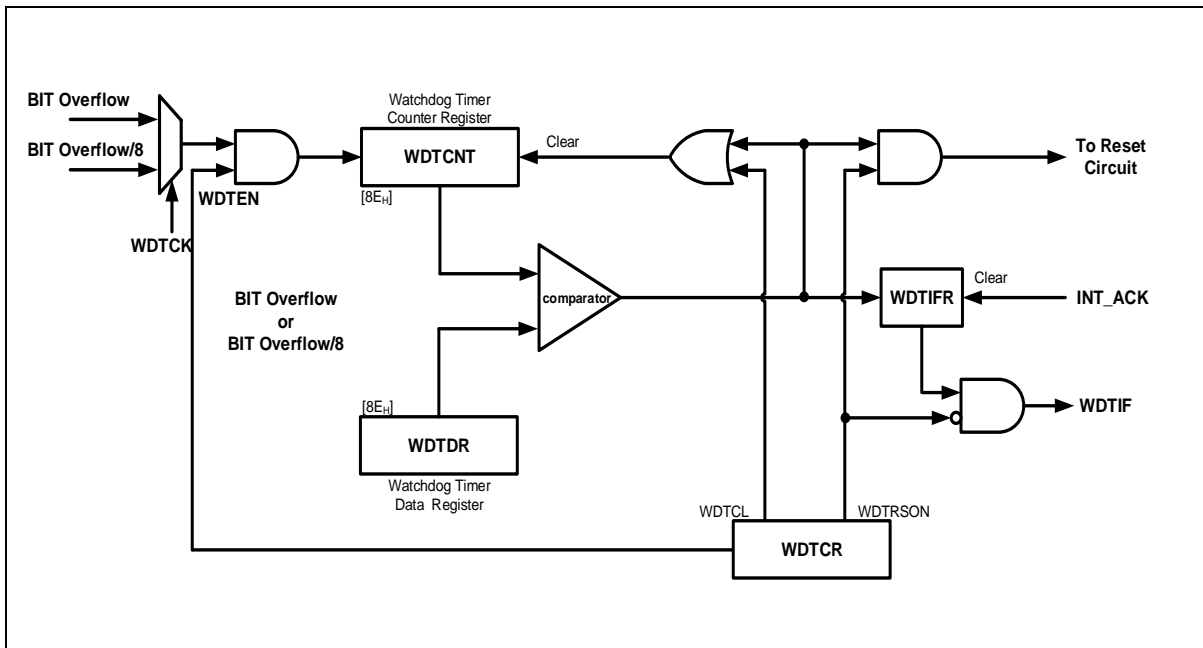 BIT Overflow
BIT Overflow/8
WDTCK
WDTEN
Watchdog Timer
Counter Register
WDTCNT
[8EH]
Clear
To Reset
Circuit
BIT Overflow
or
BIT Overflow/8
comparator
WDTIFR
Clear
INT_ACK
WDTIF
[8EH]
WDTDR
Watchdog Timer
Data Register
WDTCL
WDTRSON
WDTCR